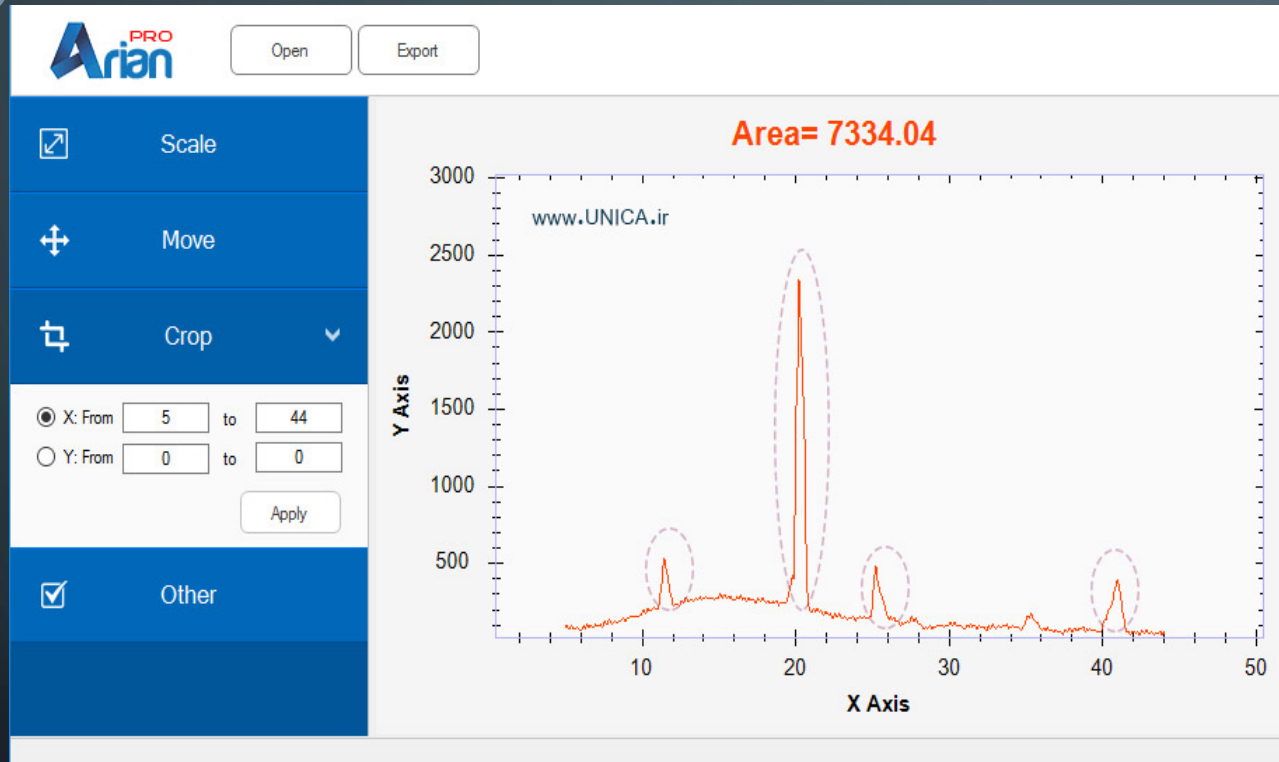 Arian PRO
Open
Export
Scale
Move
Crop
X: From 5 to 44
Y: From 0 to 0
Apply
Other
Area= 7334.04
www.UNICA.ir
3000
2500
2000
1500
1000
500
Y Axis
10 20 30 40 50
X Axis